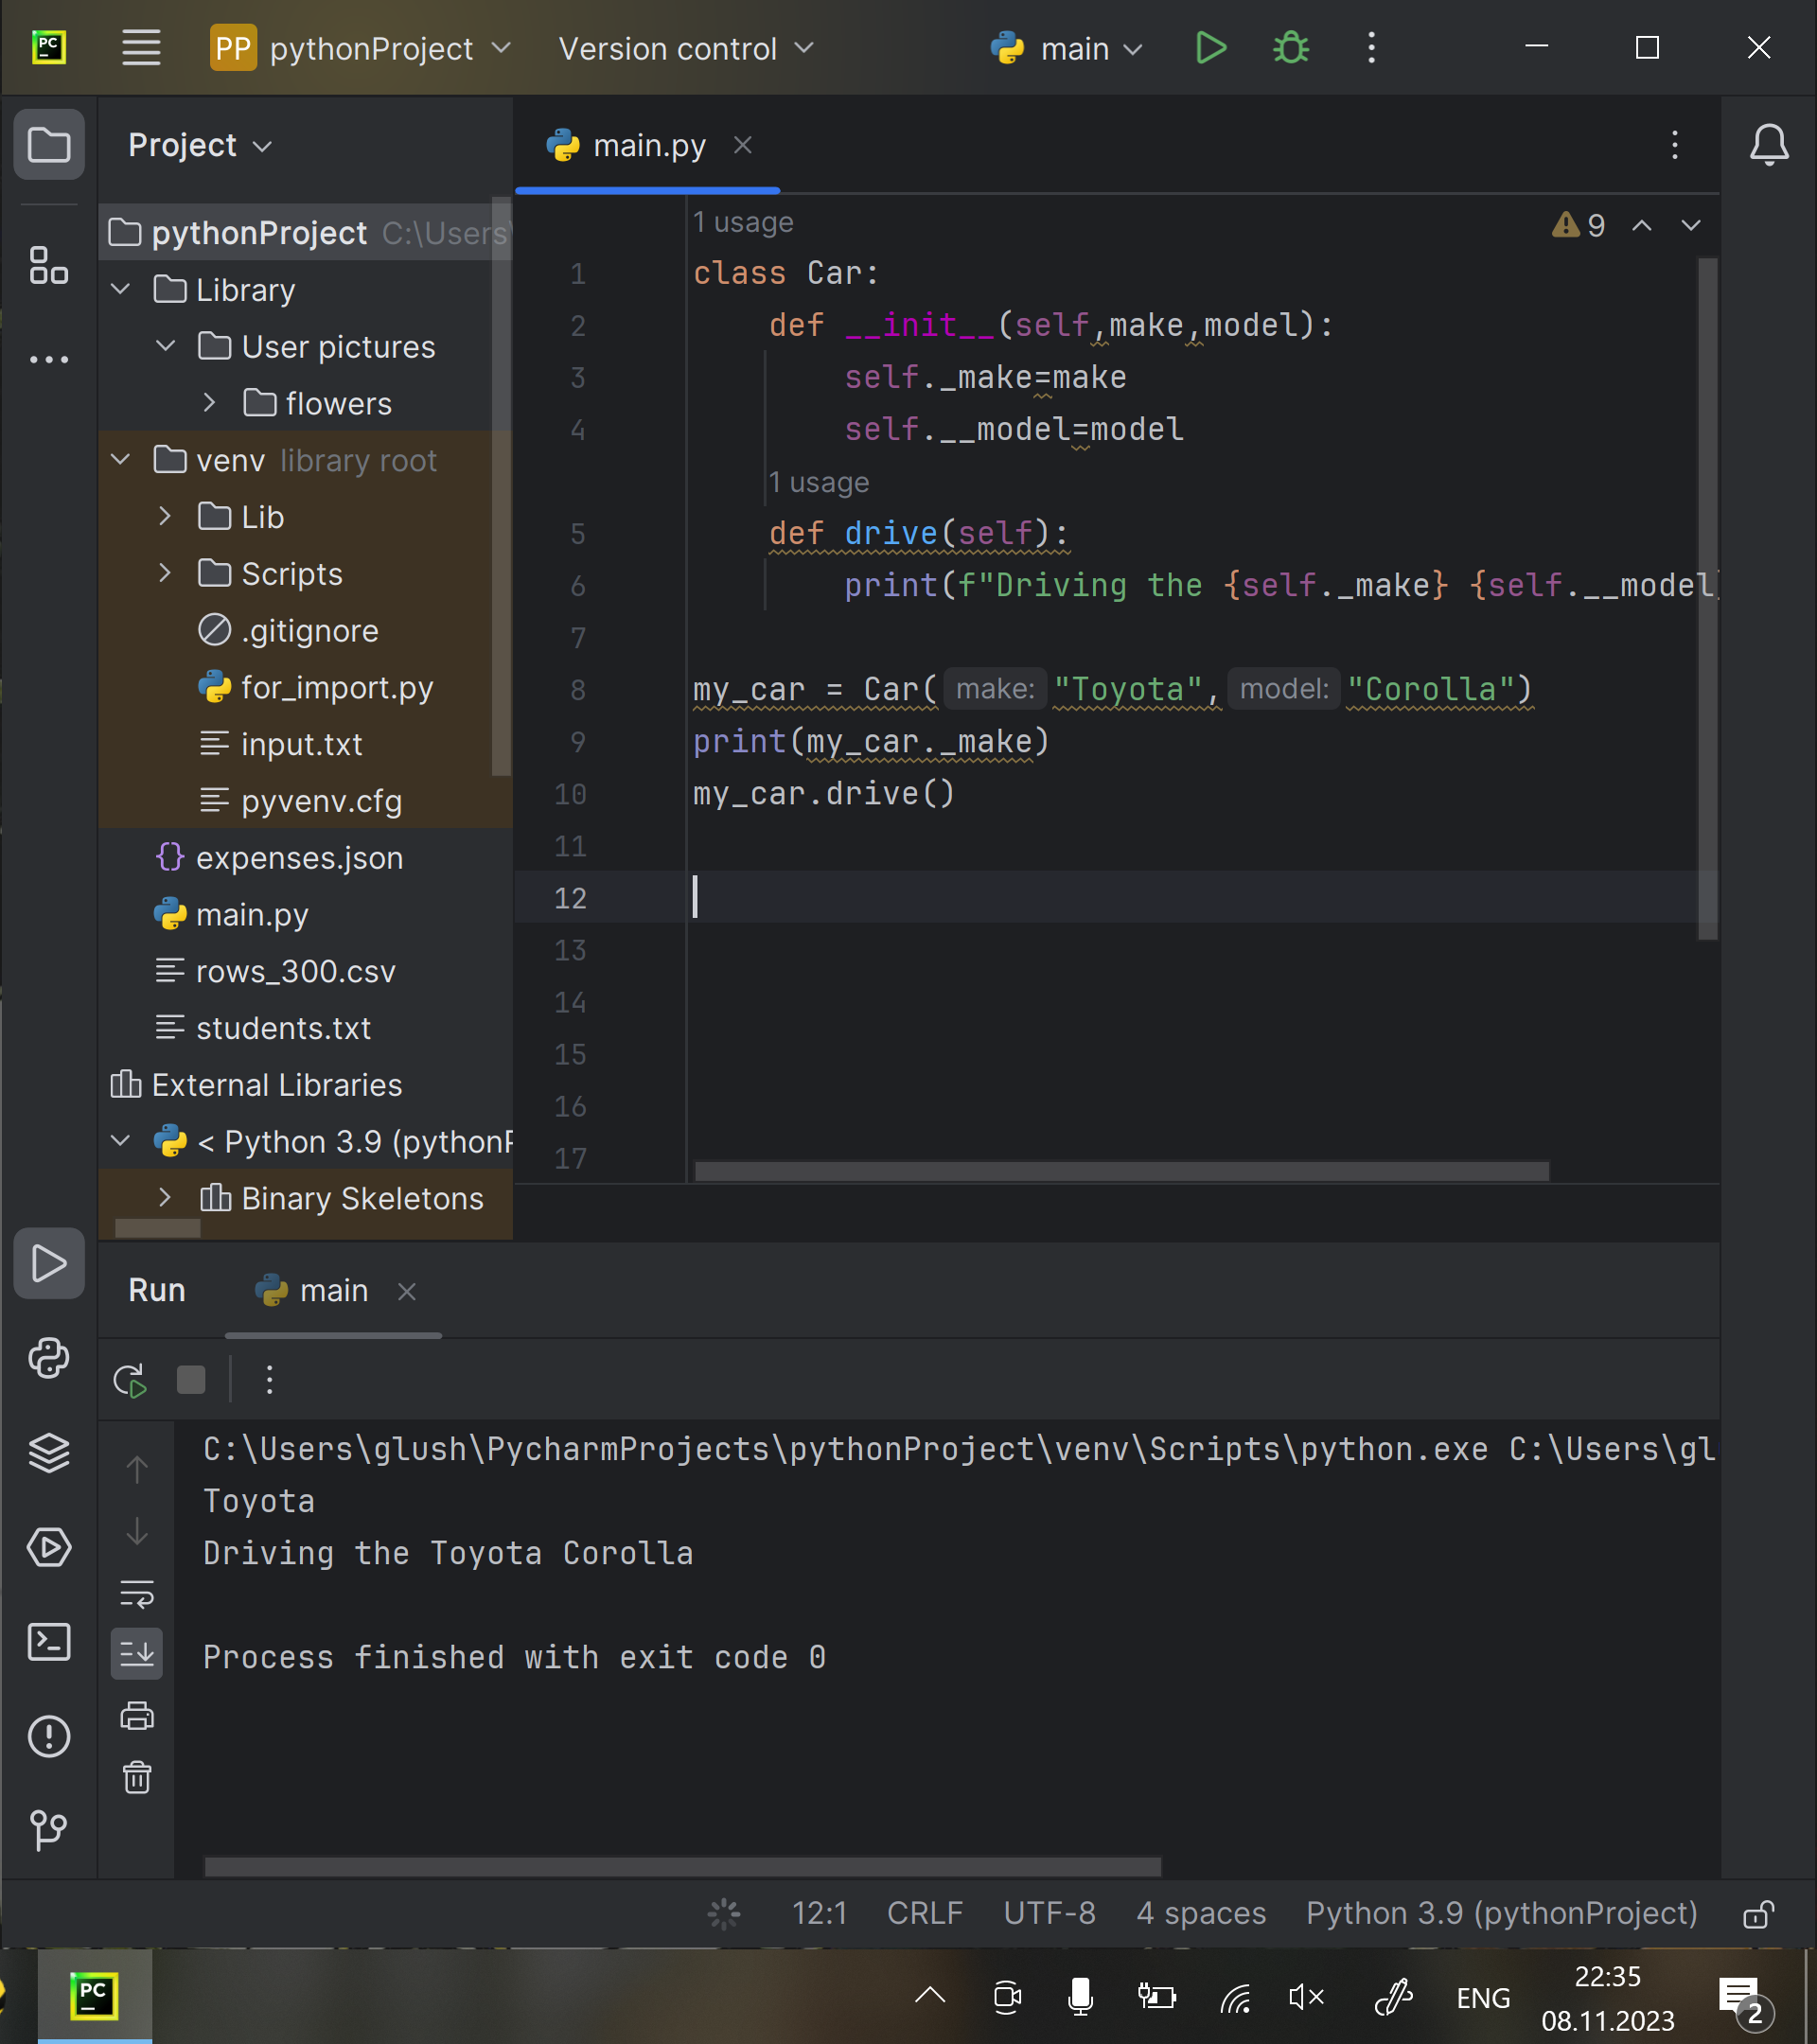 PC
PP pythonProject
Version control
main
Project
main.py
pythonProject C:\Users\
Library
User pictures
flowers
venv library root
Lib
Scripts
.gitignore
for_import.py
input.txt
pyvenv.cfg
expenses.json
main.py
rows_300.csv
students.txt
External Libraries
< Python 3.9 (pythonP
Binary Skeletons
1 usage
9
1 class Car:
2 def __init__(self,make,model):
3 self._make=make
4 self.__model=model
1 usage
5 def drive(self):
6 print(f"Driving the {self._make} {self.__model}
7
8 my_car = Car( make: "Toyota", model: "Corolla")
9 print(my_car._make)
10 my_car.drive()
11
12
13
14
15
16
17
Run
main
C:\Users\glush\PycharmProjects\pythonProject\venv\Scripts\python.exe C:\Users\gl
Toyota
Driving the Toyota Corolla
Process finished with exit code 0
12:1 CRLF UTF-8 4 spaces Python 3.9 (pythonProject)
PC
ENG
22:35
08.11.2023
2